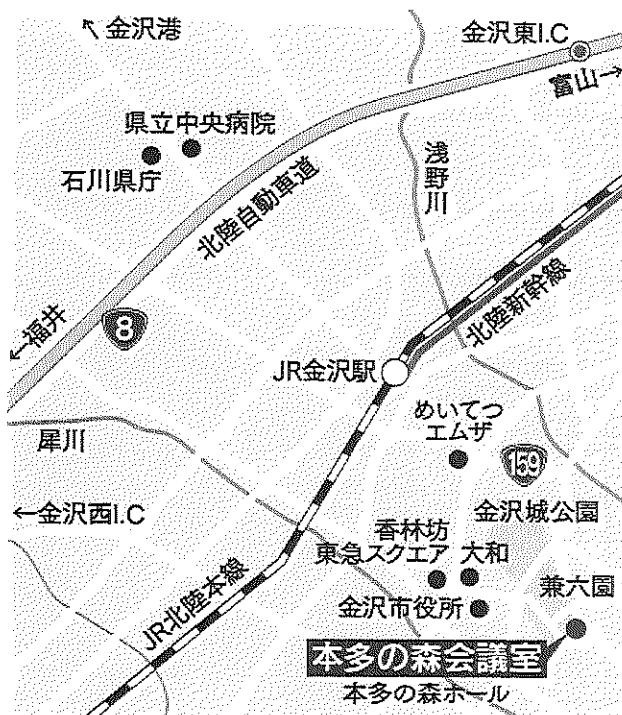 ↖金沢港
金沢東I.C
富山→
県立中央病院
石川県庁
浅野川
北陸自動車道
←福井
8
北陸新幹線
JR金沢駅
犀川
めいてつ
エムザ
159
←金沢西I.C
金沢城公園
香林坊
東急スクエア
大和
兼六園
金沢市役所
JR北陸本線
本多の森会議室
本多の森ホール